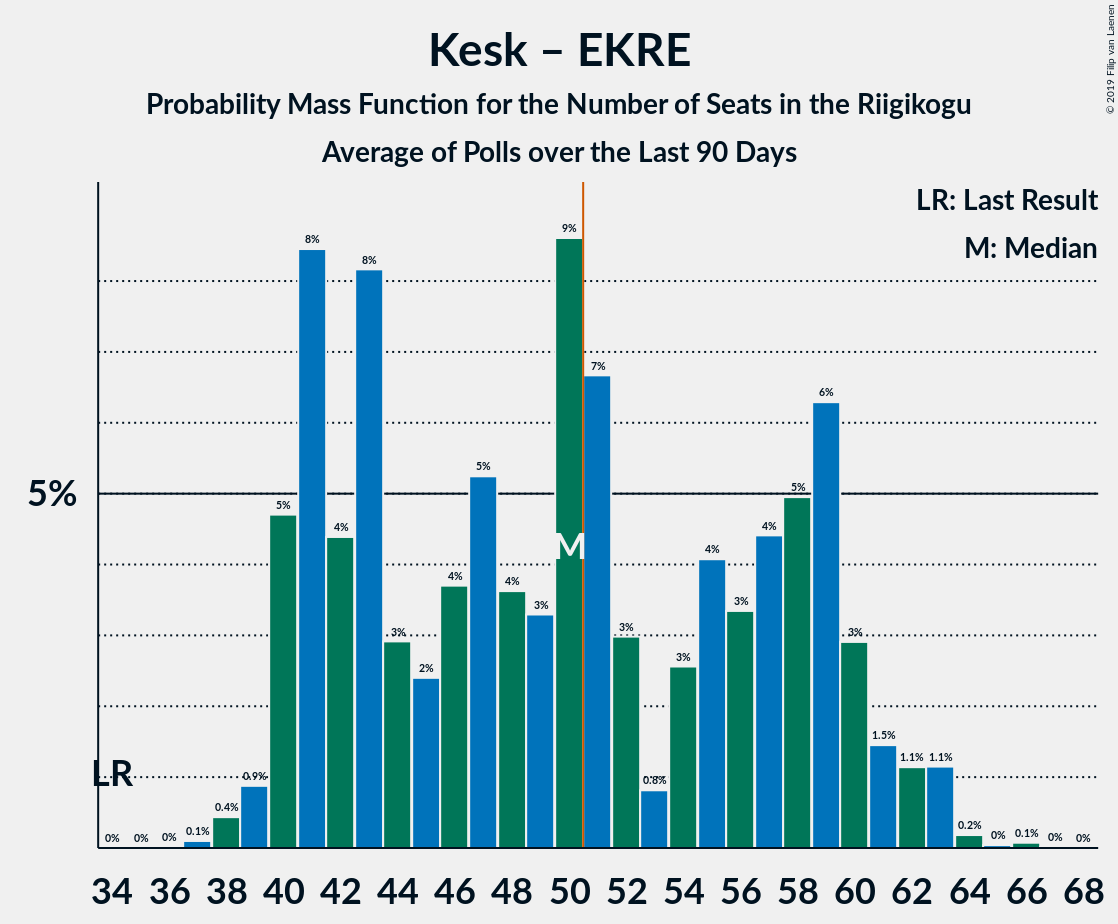 Kesk – EKRE
Probability Mass Function for the Number of Seats in the Riigikogu
Average of Polls over the Last 90 Days
© 2019 Filip van Laenen
LR: Last Result
M: Median
5%
LR
M
0% 0% 0% 0.1% 0.4% 0.9% 5% 8% 4% 8% 3% 2% 4% 5% 4% 3% 9% 7% 3% 0.8% 3% 4% 3% 4% 5% 6% 3% 1.5% 1.1% 1.1% 0.2% 0% 0.1% 0% 0%
34 36 38 40 42 44 46 48 50 52 54 56 58 60 62 64 66 68